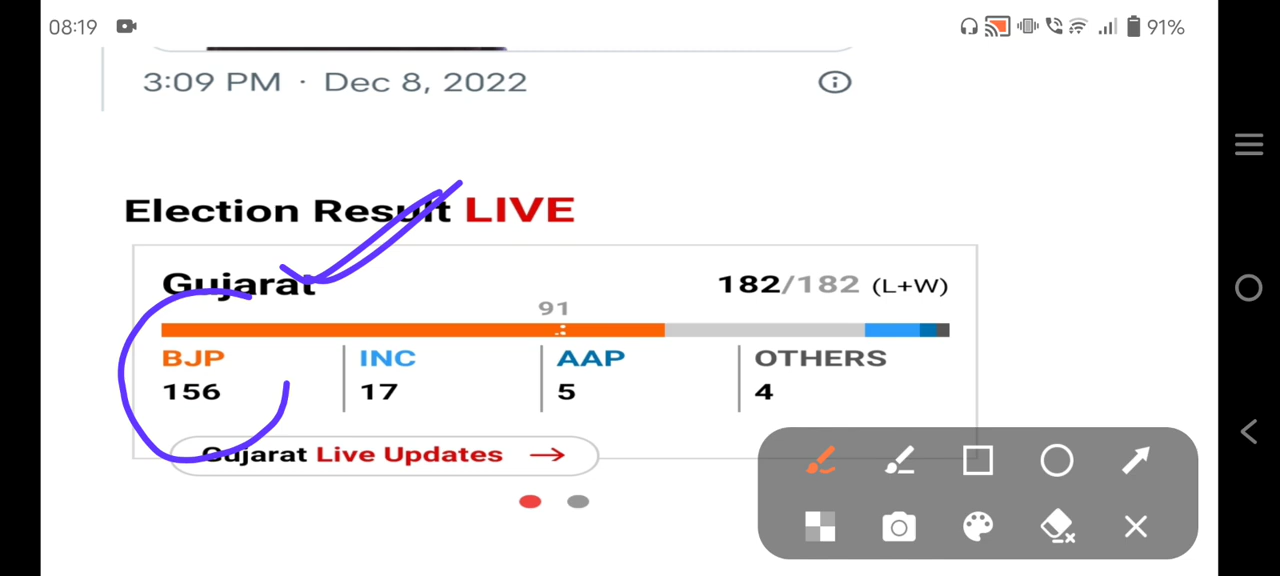 08:19
91%
3:09 PM · Dec 8, 2022
Election Result LIVE
Gujarat 182/182 (L+W)
91
BJP INC AAP OTHERS
156 17 5 4
Gujarat Live Updates →